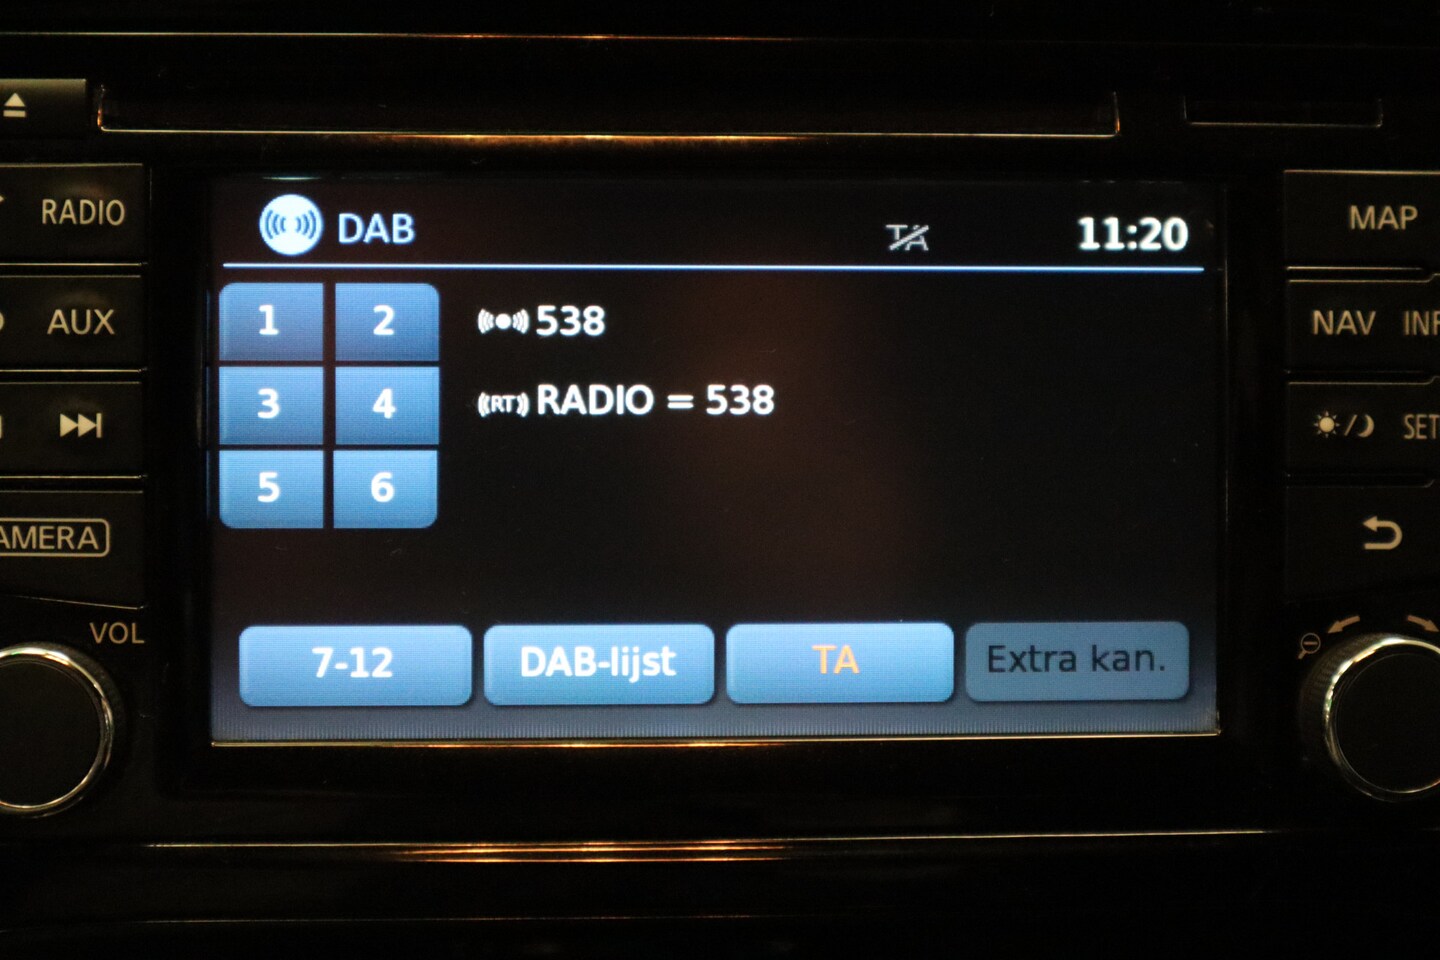 RADIO
AUX
AMERA
VOL
DAB
TA
11:20
1 2
3 4
5 6
538
RT RADIO = 538
7-12
DAB-lijst
TA
Extra kan.
MAP
NAV INF
SET